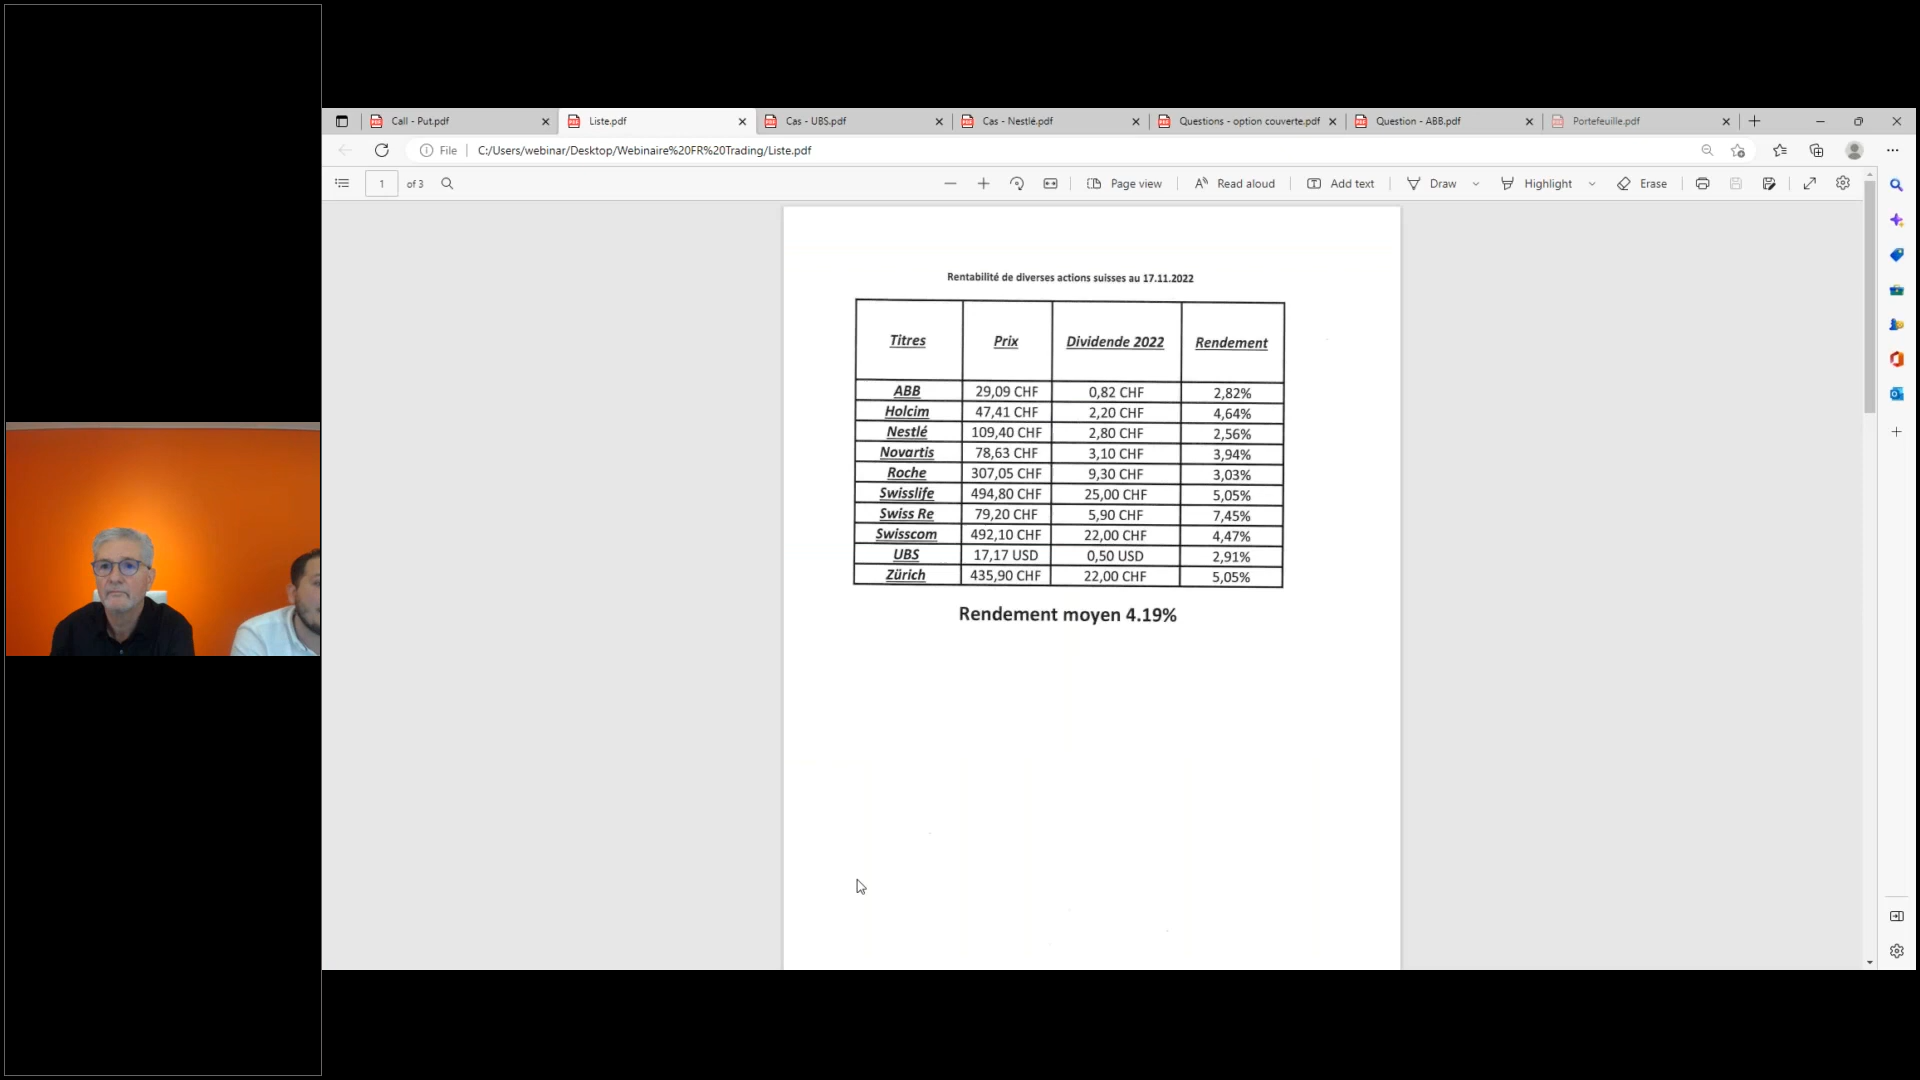 Call - Put.pdf
Liste.pdf
Cas - UBS.pdf
Cas - Nestlé.pdf
Questions - option couverte.pdf
Question - ABB.pdf
Portefeuille.pdf
File C:/Users/webinar/Desktop/Webinaire%20FR%20Trading/Liste.pdf
1 of 3
Page view
Read aloud
Add text
Draw
Highlight
Erase
Rentabilité de diverses actions suisses au 17.11.2022
Titres Prix Dividende 2022 Rendement
ABB 29,09 CHF 0,82 CHF 2,82%
Holcim 47,41 CHF 2,20 CHF 4,64%
Nestlé 109,40 CHF 2,80 CHF 2,56%
Novartis 78,63 CHF 3,10 CHF 3,94%
Roche 307,05 CHF 9,30 CHF 3,03%
Swisslife 494,80 CHF 25,00 CHF 5,05%
Swiss Re 79,20 CHF 5,90 CHF 7,45%
Swisscom 492,10 CHF 22,00 CHF 4,47%
UBS 17,17 USD 0,50 USD 2,91%
Zürich 435,90 CHF 22,00 CHF 5,05%
Rendement moyen 4.19%